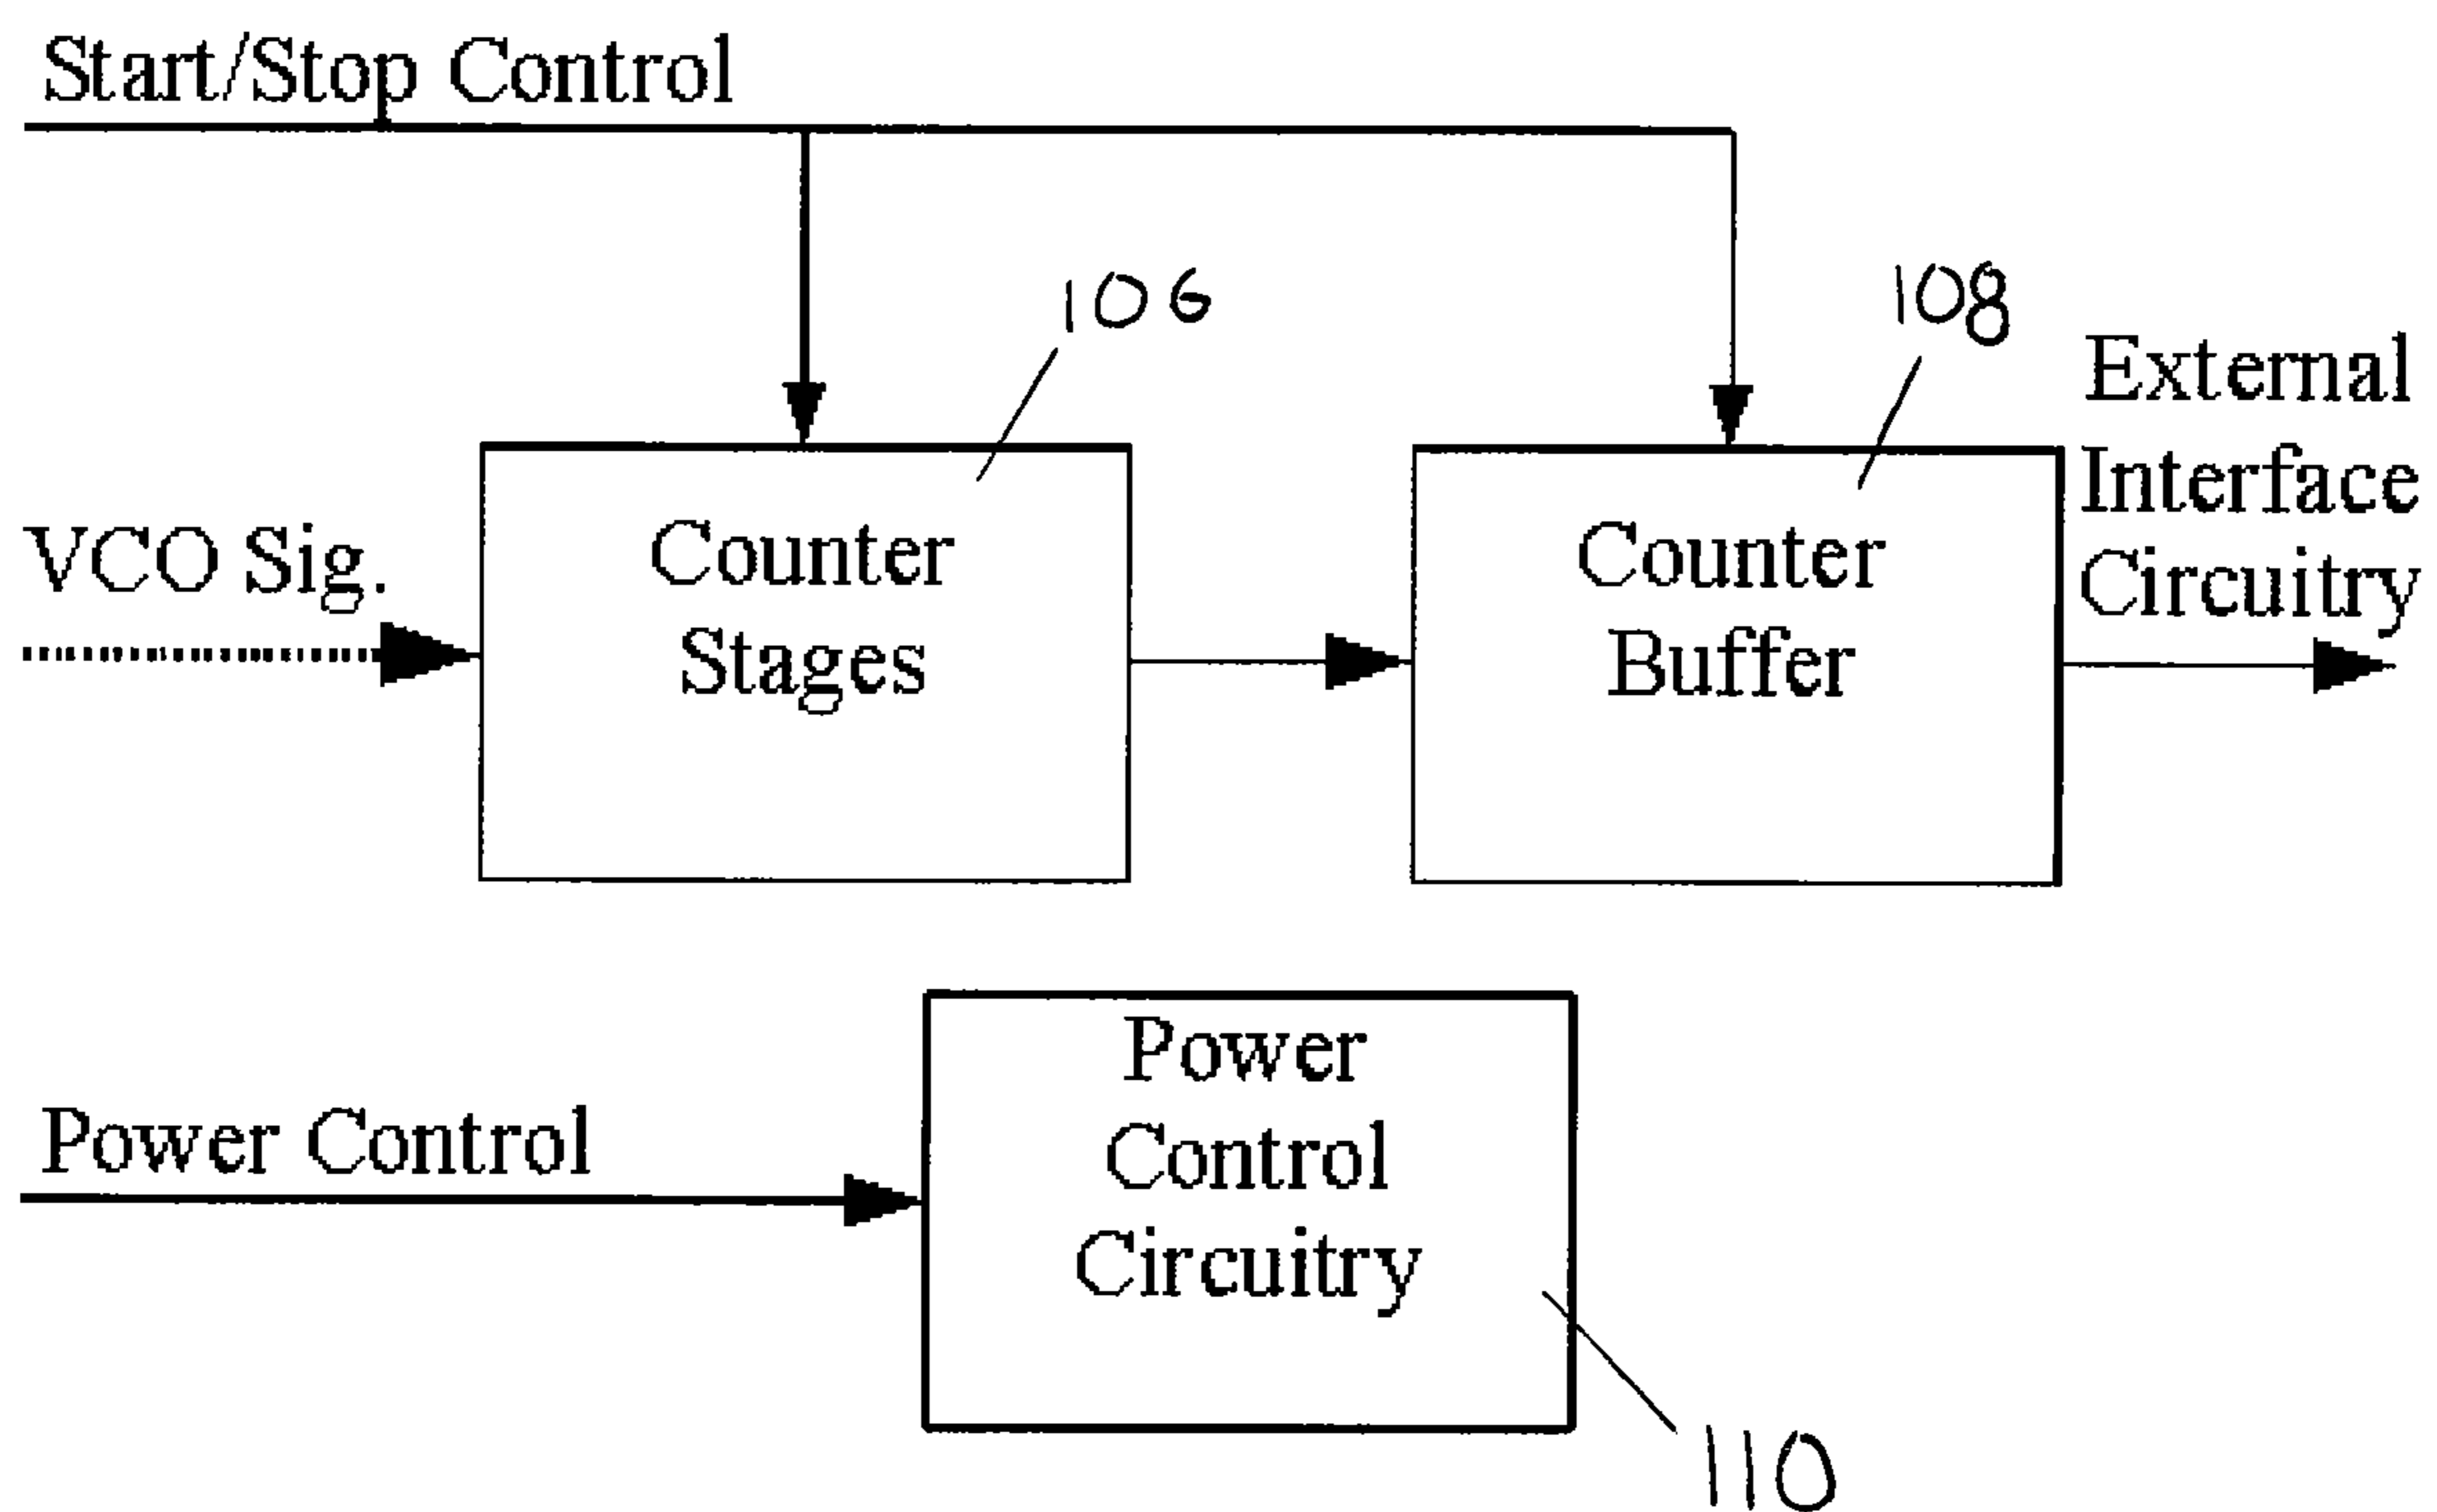 Start/Stop Control
106
108
External
Interface
Circuitry
VCO Sig.
Counter
Stages
Counter
Buffer
Power Control
Power
Control
Circuitry
110